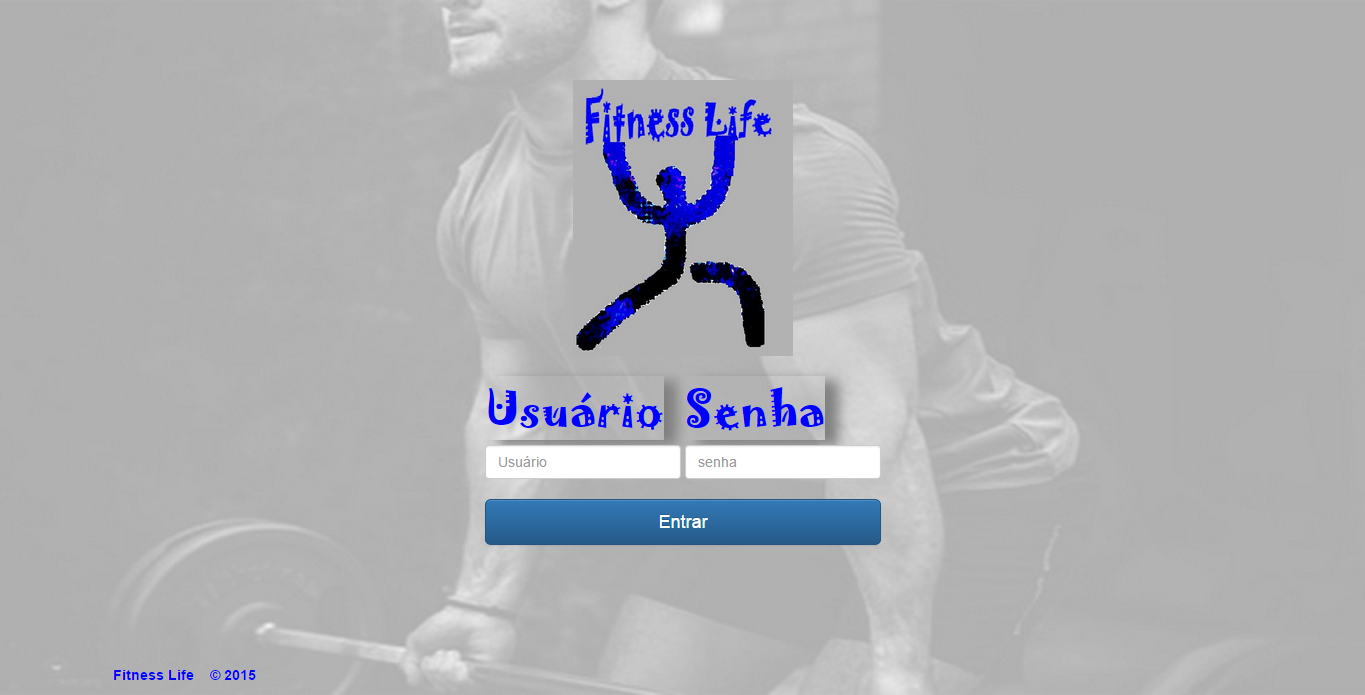 Fitness Life
Usuário Senha
Usuário senha
Entrar
Fitness Life © 2015